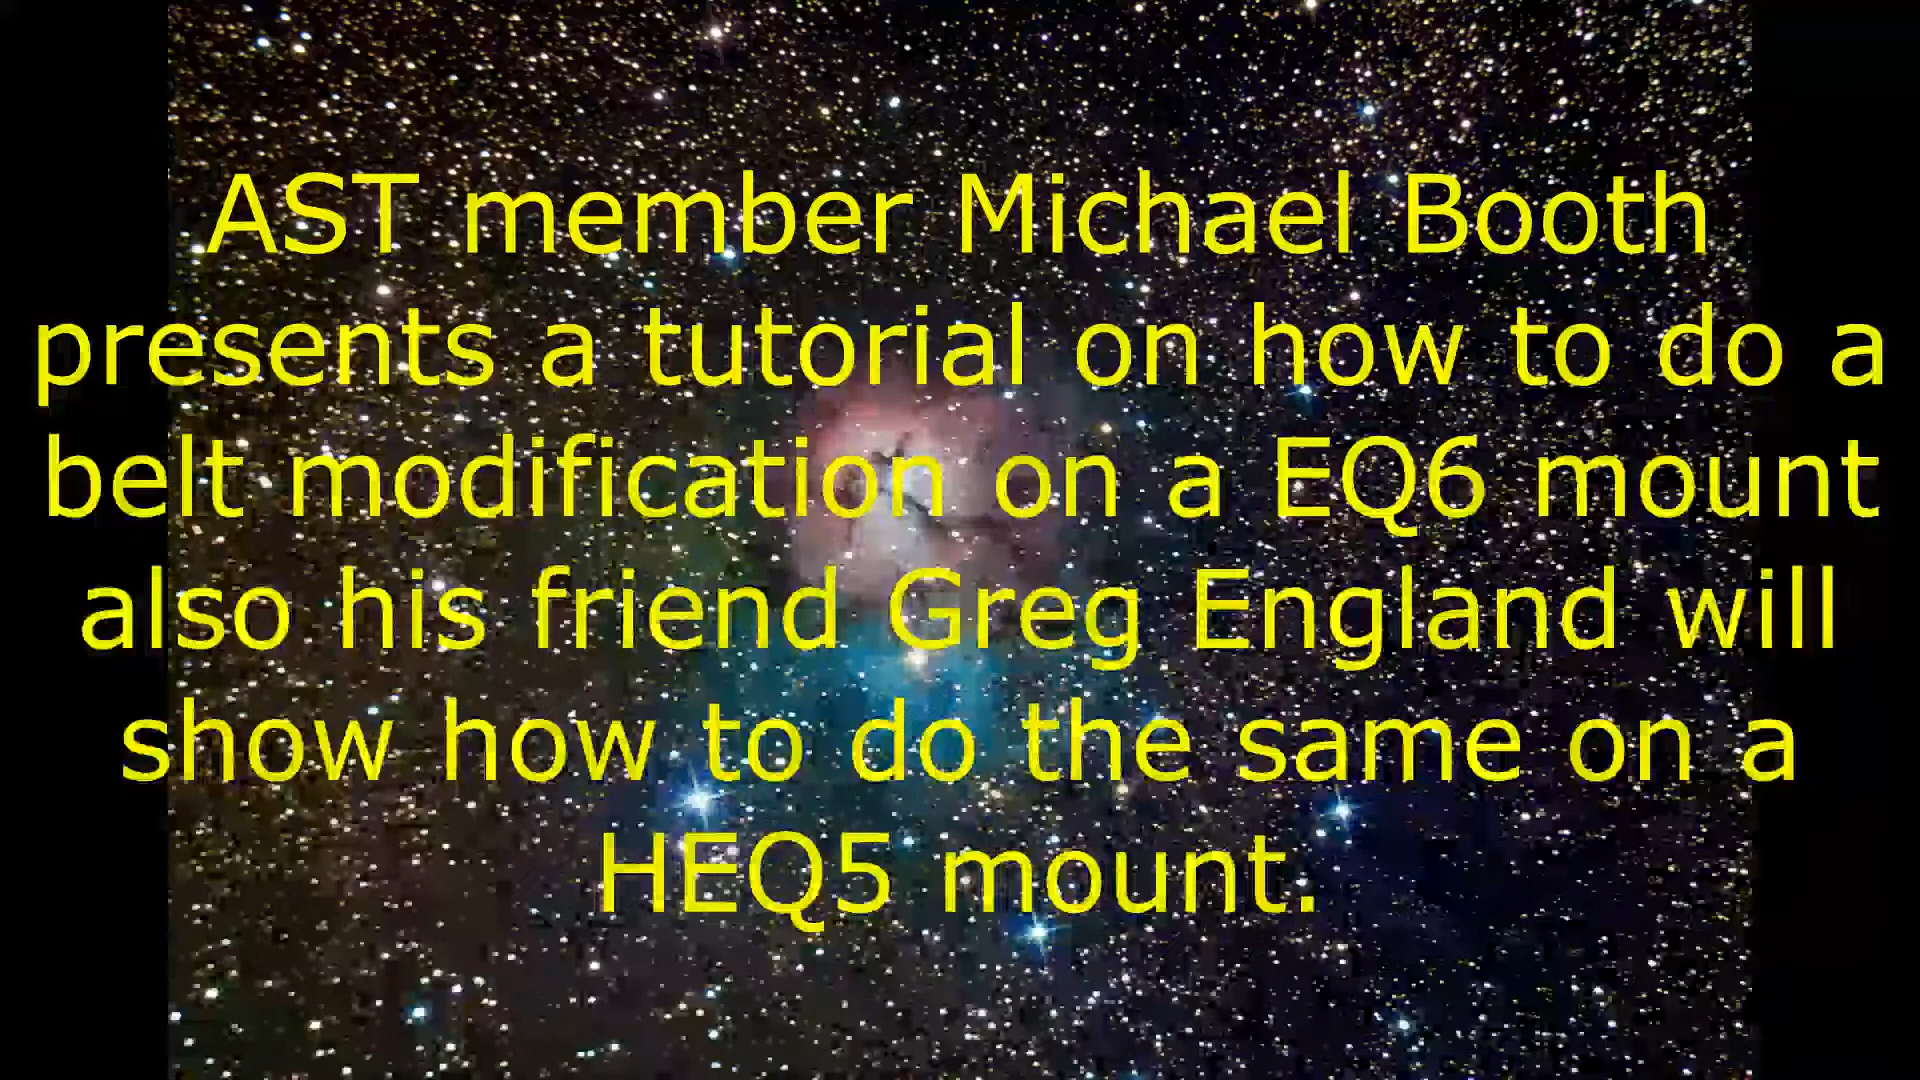 AST member Michael Booth
presents a tutorial on how to do a
belt modification on a EQ6 mount
also his friend Greg England will
show how to do the same on a
HEQ5 mount.